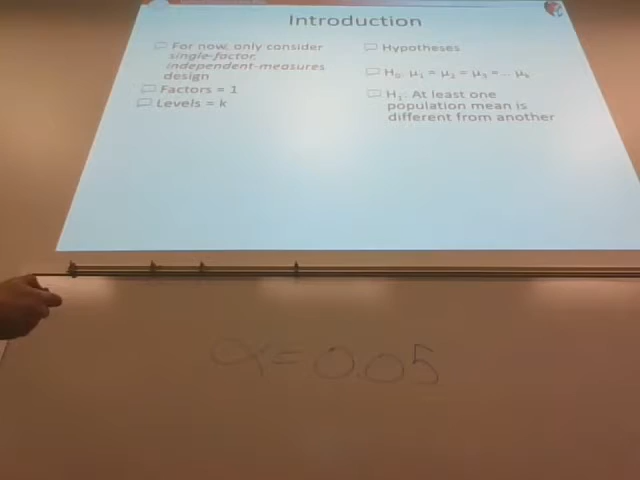 Introduction
For now, only consider
single-factor,
independent-measures
design
Factors = 1
Levels = k
Hypotheses
H₀: μ₁ = μ₂ = μ₃ = .. μₖ
H₁: At least one
population mean is
different from another
α = 0.05